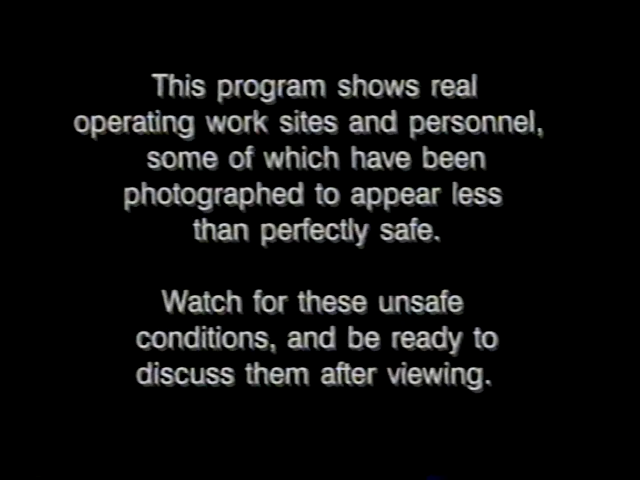 This program shows real
operating work sites and personnel,
some of which have been
photographed to appear less
than perfectly safe.
Watch for these unsafe
conditions, and be ready to
discuss them after viewing.